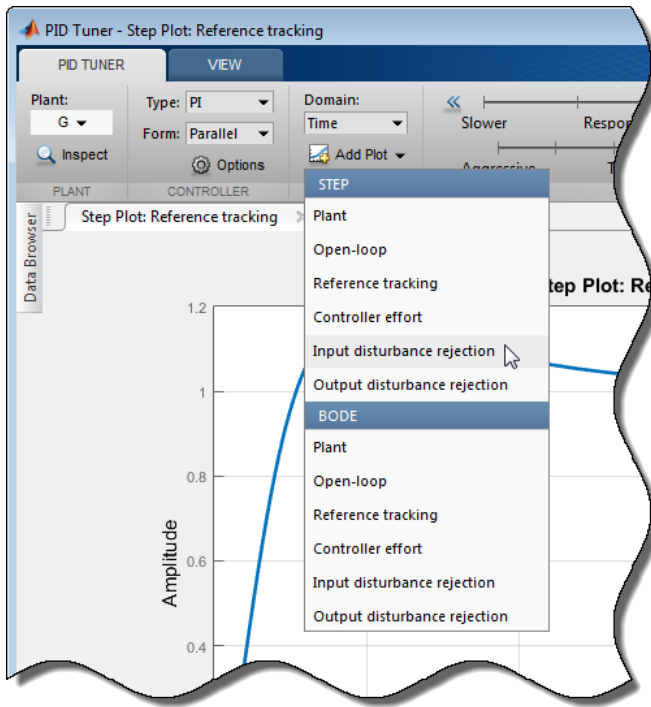 PID Tuner - Step Plot: Reference tracking
PID TUNER VIEW
Plant: Type: PI Domain:
G Form: Parallel Time Slower
Inspect Options Add Plot Aggressive
PLANT CONTROLLER
Data Browser
Step Plot: Reference tracking
STEP
Plant
Open-loop
Reference tracking
Controller effort
Input disturbance rejection
Output disturbance rejection
BODE
Plant
Open-loop
Reference tracking
Controller effort
Input disturbance rejection
Output disturbance rejection
Plot:
1.2
1
0.8
0.6
0.4
Amplitude